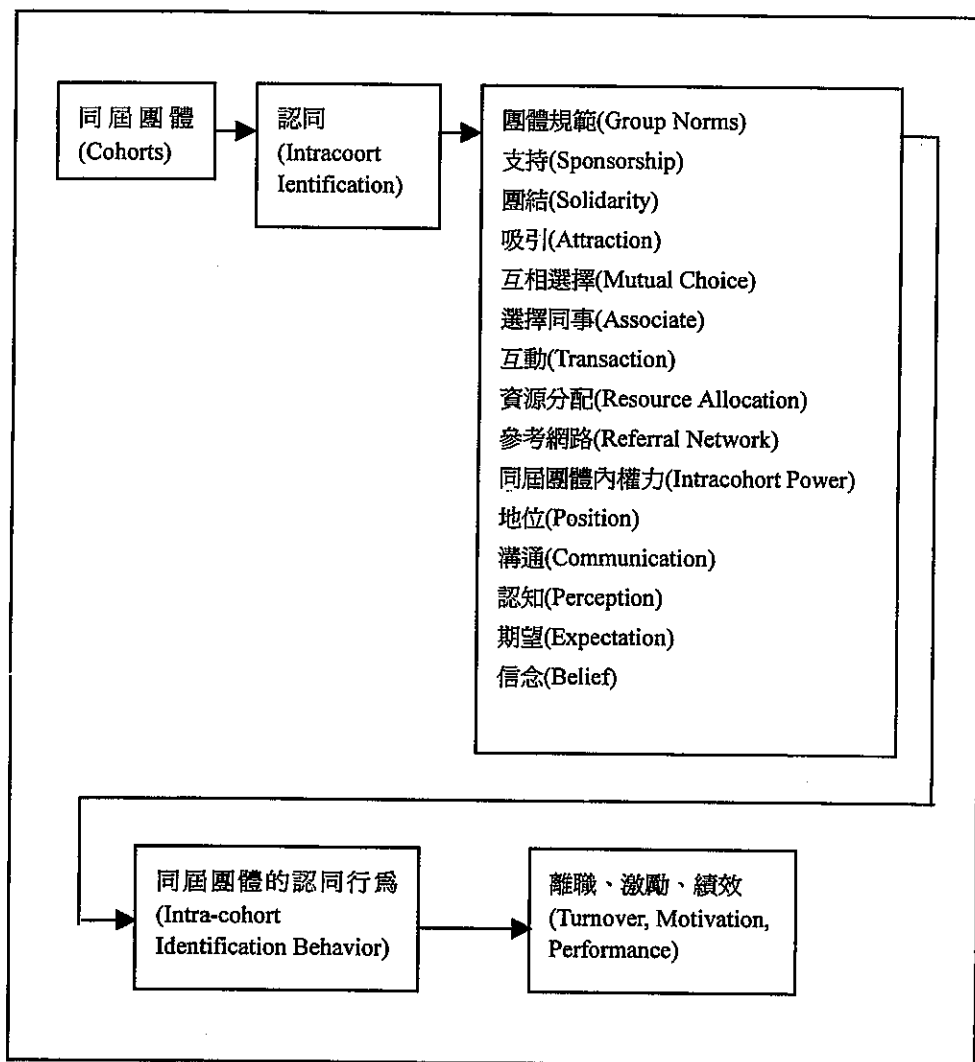 同屆團體
(Cohorts)
認同
(Intracoort
Ientification)
團體規範(Group Norms)
支持(Sponsorship)
團結(Solidarity)
吸引(Attraction)
互相選擇(Mutual Choice)
選擇同事(Associate)
互動(Transaction)
資源分配(Resource Allocation)
參考網路(Referral Network)
同屆團體內權力(Intracohort Power)
地位(Position)
溝通(Communication)
認知(Perception)
期望(Expectation)
信念(Belief)
同屆團體的認同行為
(Intra-cohort
Identification Behavior)
離職、激勵、績效
(Turnover, Motivation,
Performance)